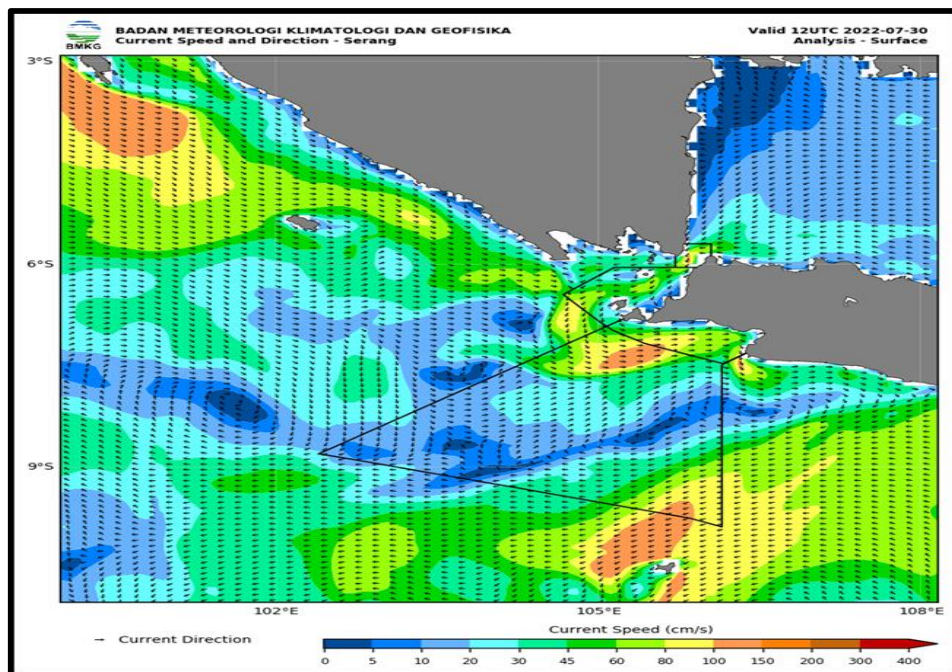 BMKG
BADAN METEOROLOGI KLIMATOLOGI DAN GEOFISIKA
Current Speed and Direction - Serang
Valid 12UTC 2022-07-30
Analysis - Surface
3°S
6°S
9°S
102°E
105°E
108°E
Current Direction
Current Speed (cm/s)
0 5 10 20 30 45 60 80 100 150 200 300 400